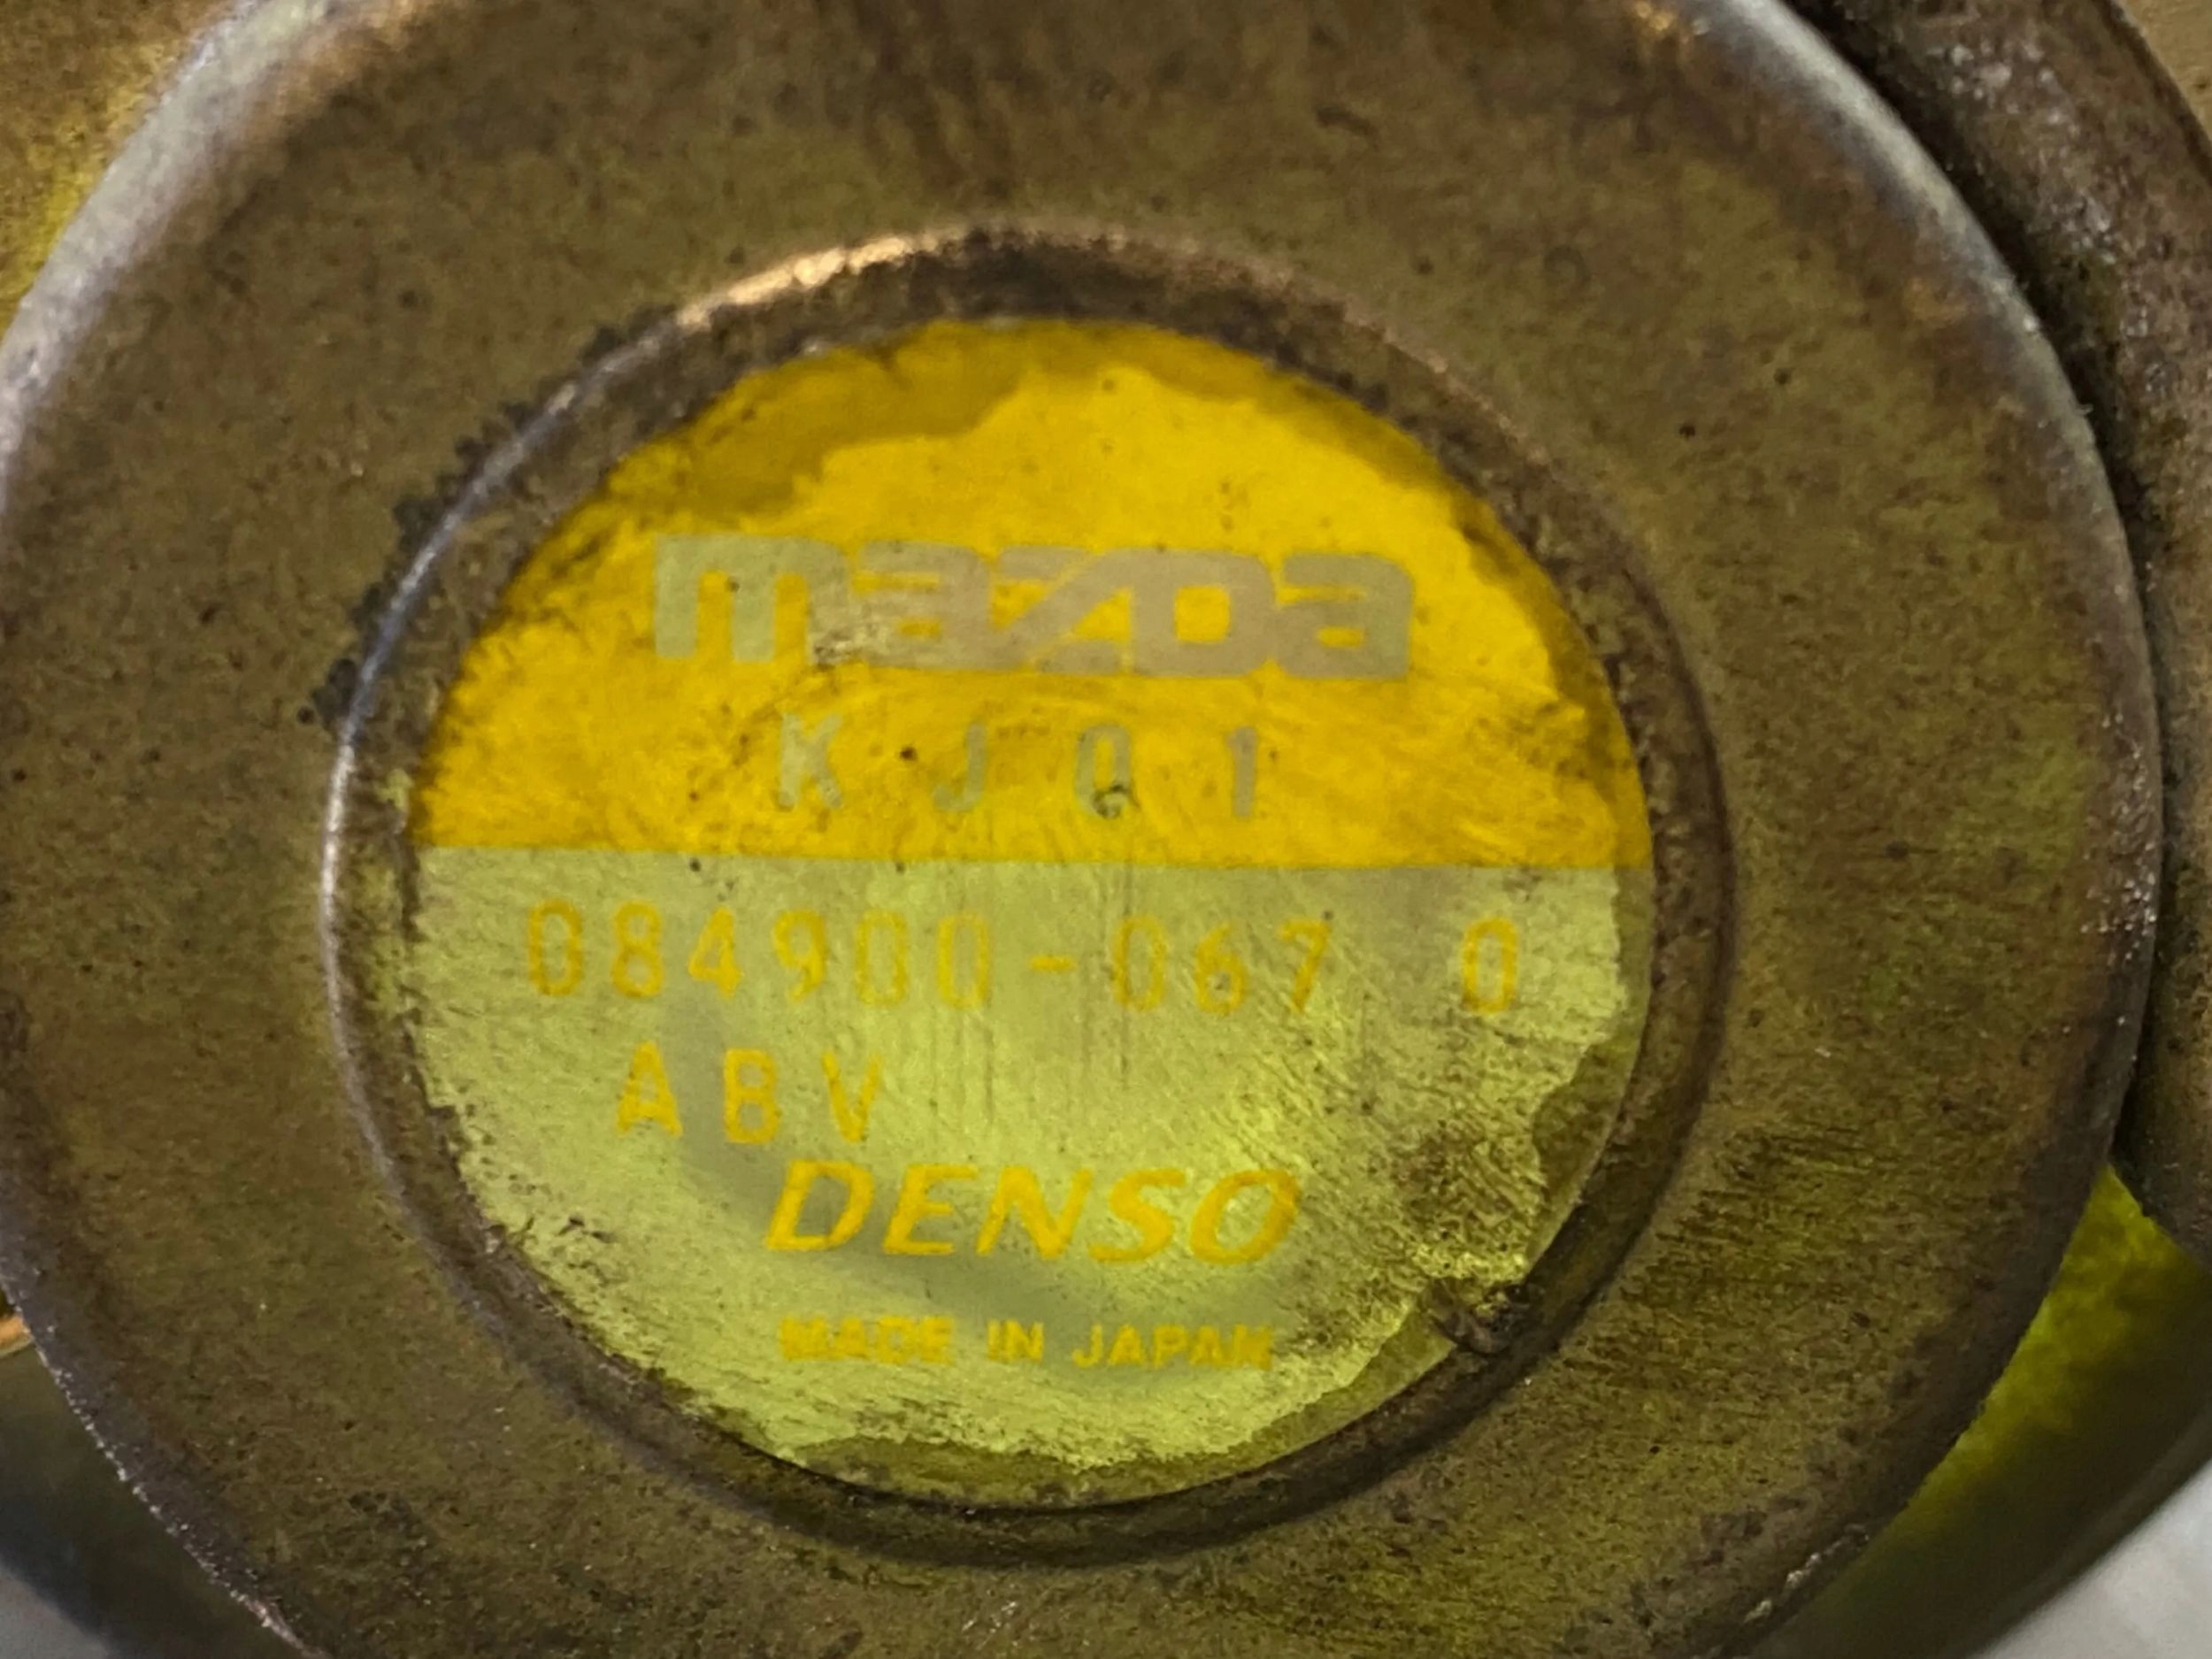 mazda
KJ01
084900-067 0
ABV
DENSO
MADE IN JAPAN